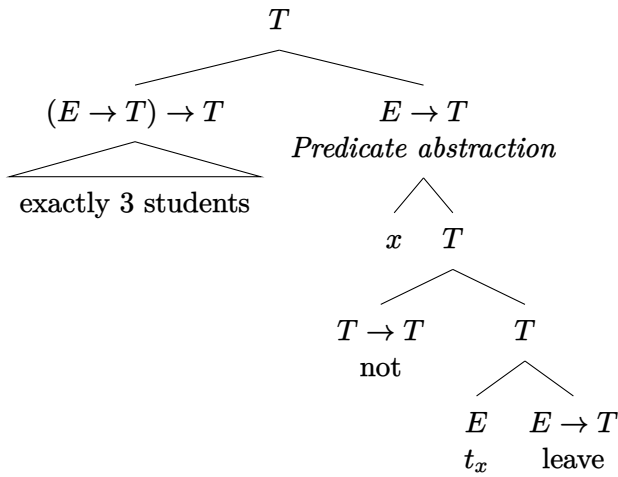 T
(E → T) → T
E → T
Predicate abstraction
exactly 3 students
x
T
T → T
T
not
E
E → T
t_x
leave